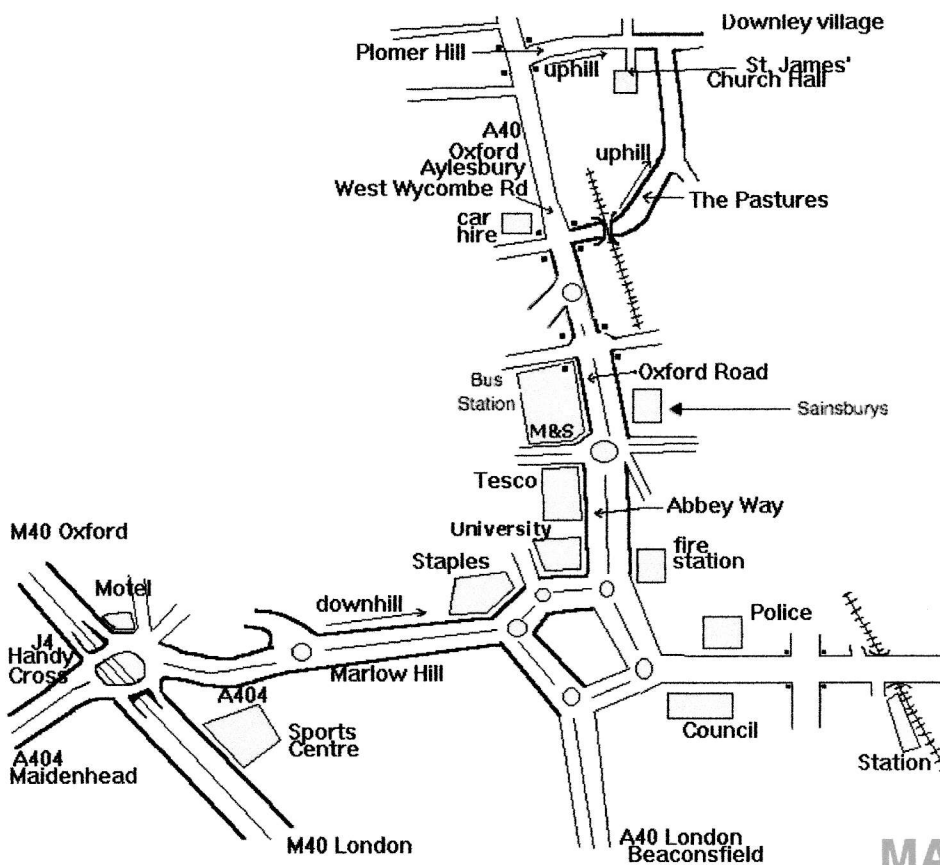 Downley village
Plomer Hill
uphill
St. James'
Church Hall
A40
Oxford
Aylesbury
West Wycombe Rd
uphill
The Pastures
car
hire
Oxford Road
Bus
Station
Sainsburys
M&S
Tesco
Abbey Way
University
fire
station
M40 Oxford
Staples
Motel
downhill
Police
J4
Handy
Cross
Marlow Hill
A404
Sports
Centre
Council
A404
Maidenhead
Station
M40 London
A40 London
Beaconsfield
MA